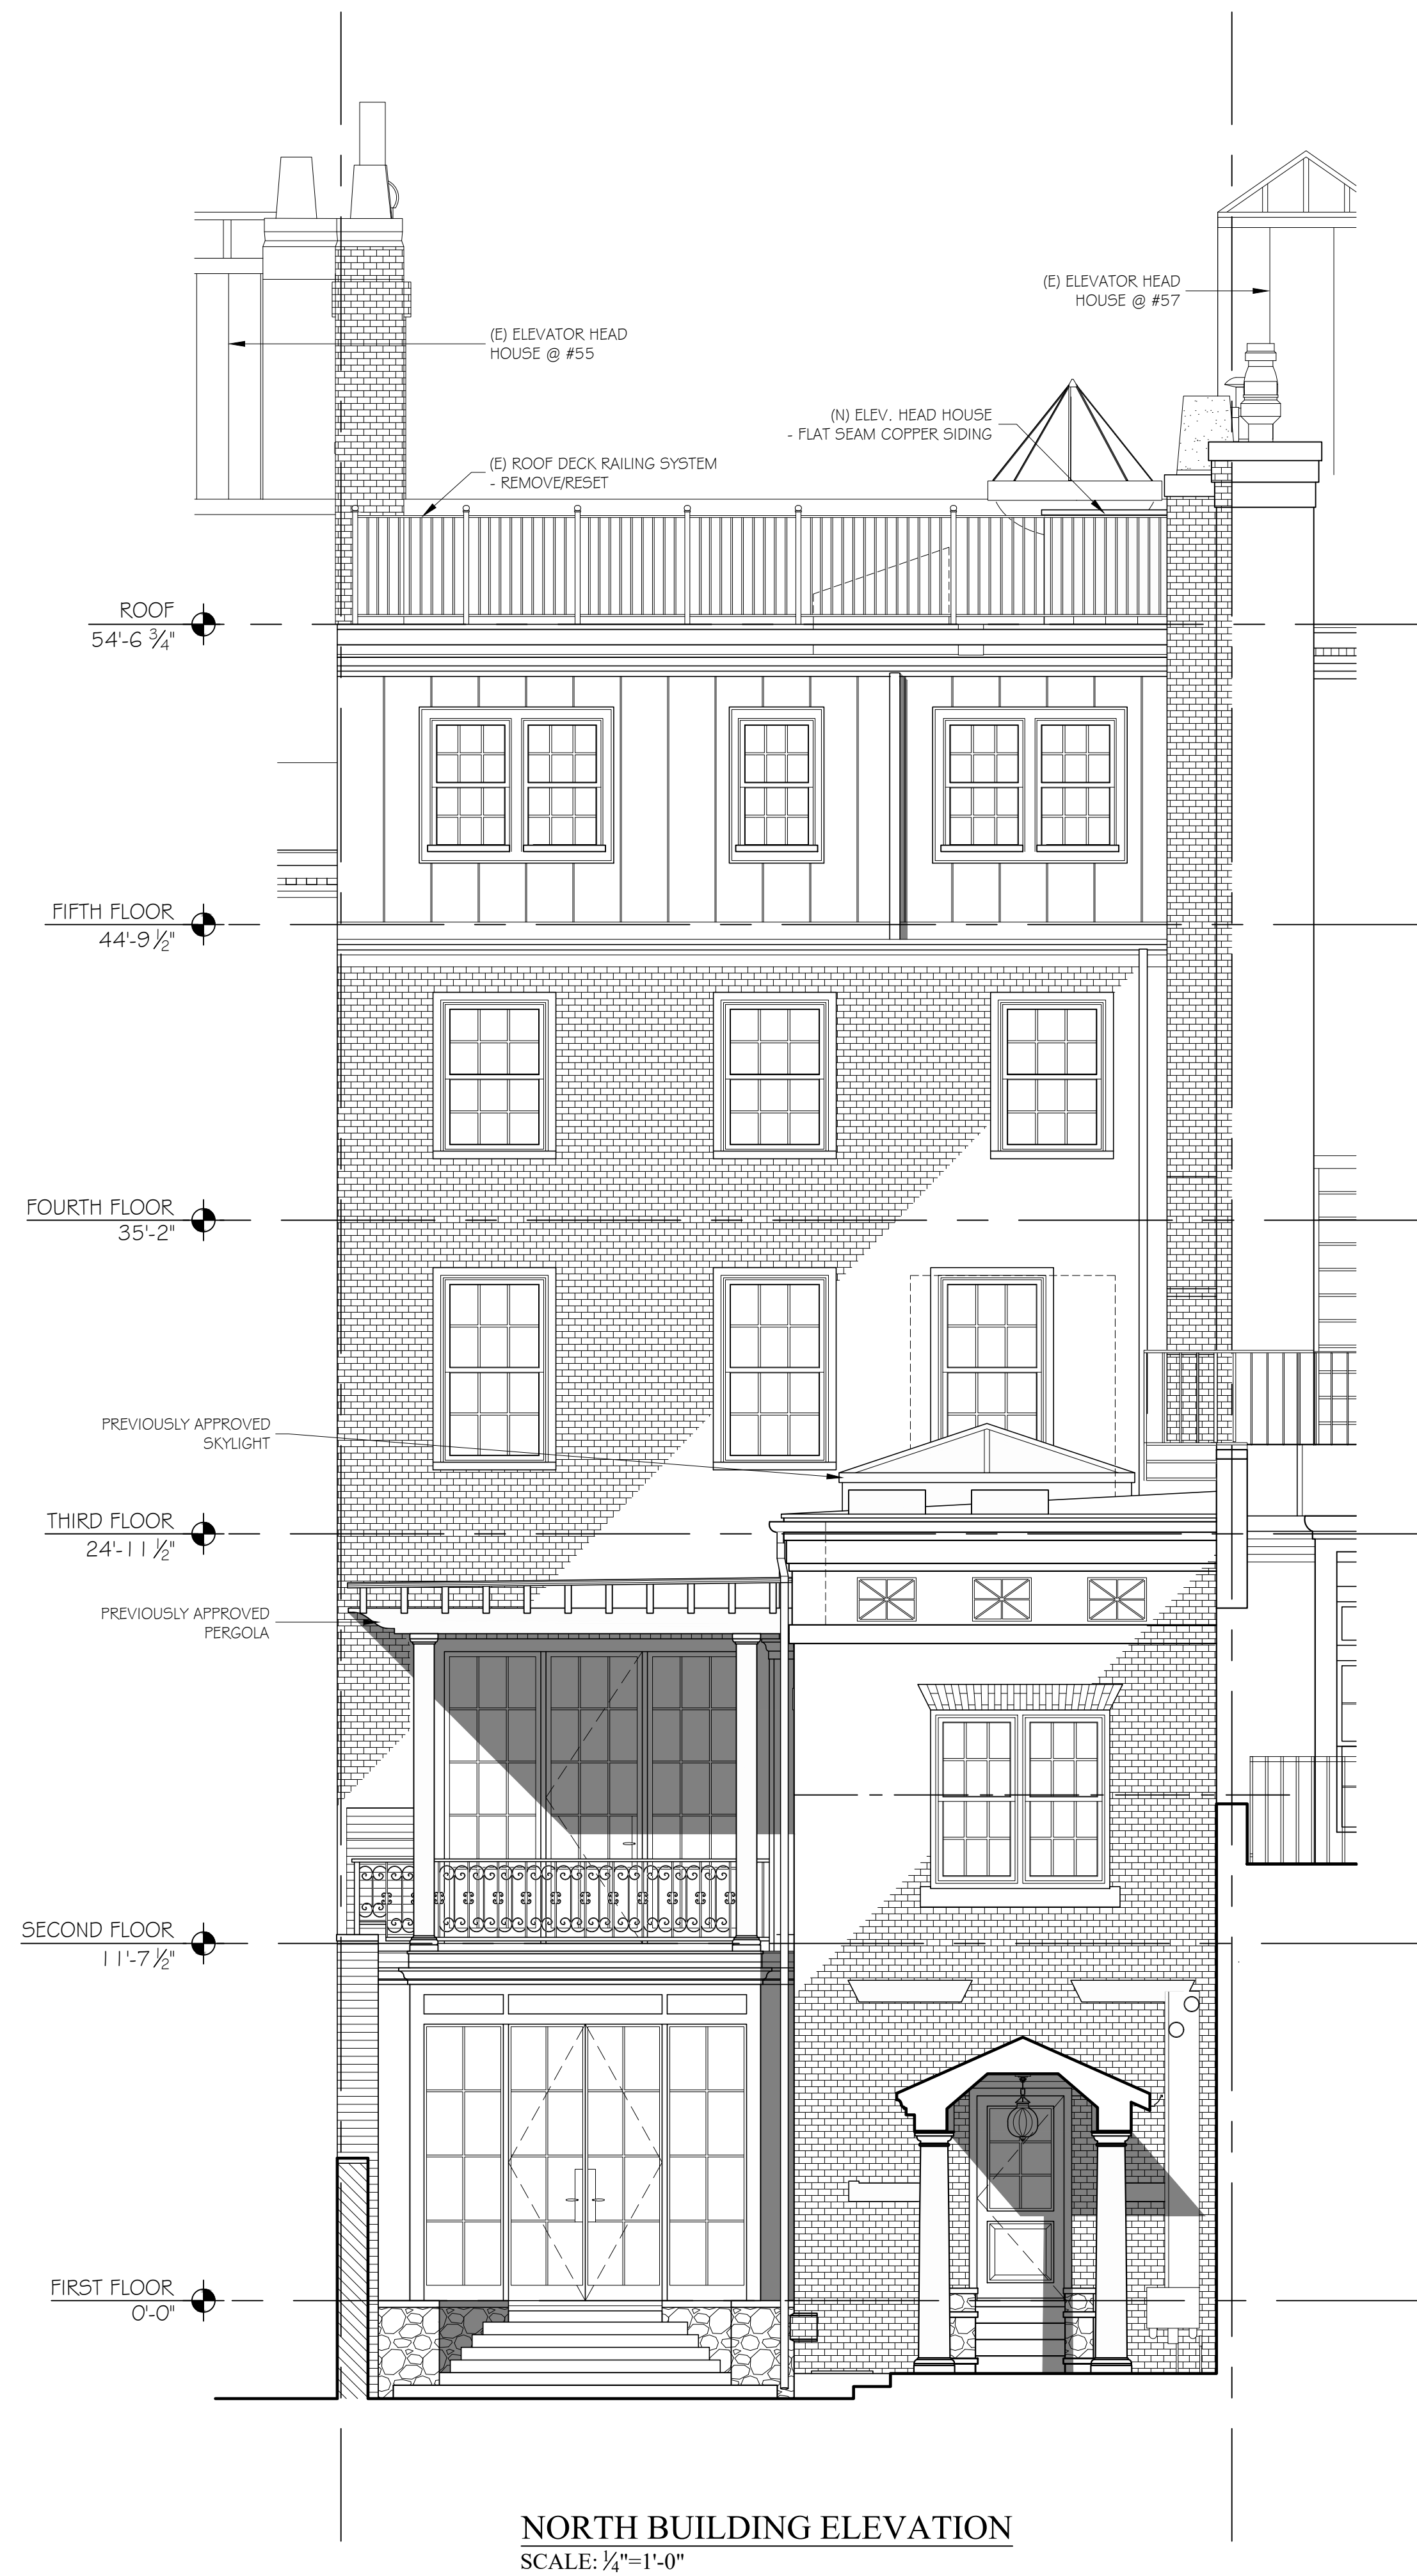 (E) ELEVATOR HEAD
HOUSE @ #57
(E) ELEVATOR HEAD
HOUSE @ #55
(N) ELEV. HEAD HOUSE
- FLAT SEAM COPPER SIDING
(E) ROOF DECK RAILING SYSTEM
- REMOVE/RESET
ROOF
54'-6 3/4"
FIFTH FLOOR
44'-9 1/2"
FOURTH FLOOR
35'-2"
PREVIOUSLY APPROVED
SKYLIGHT
THIRD FLOOR
24'-11 1/2"
PREVIOUSLY APPROVED
PERGOLA
SECOND FLOOR
11'-7 1/2"
FIRST FLOOR
0'-0"
NORTH BUILDING ELEVATION
SCALE: 1/4"=1'-0"